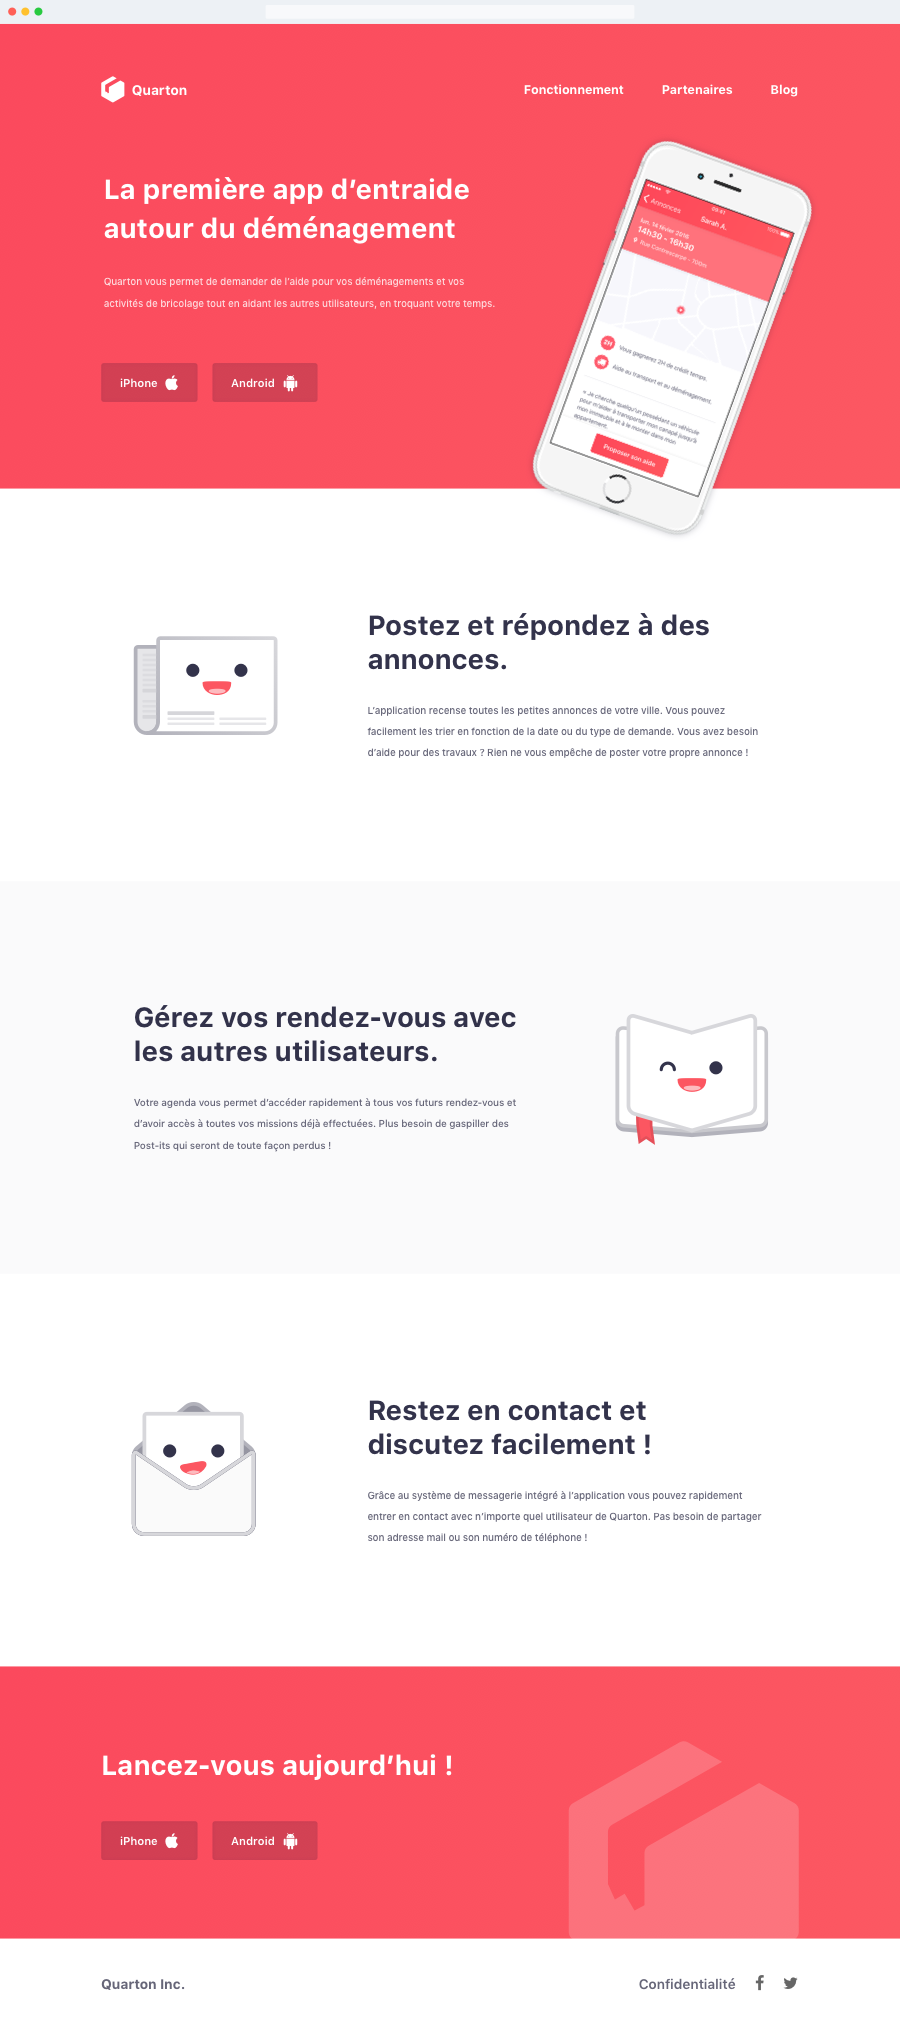 Quarton
Fonctionnement
Partenaires
Blog
La première app d’entraide
autour du déménagement
Quarton vous permet de demander de l’aide pour vos déménagements et vos
activités de bricolage tout en aidant les autres utilisateurs, en troquant votre temps.
iPhone
Android
09:41
100%
Annonces
Sarah A.
lun. 14 février 2016
14h30 - 16h30
Rue Contrescarpe - 700m
2H
Vous gagnerez 2H de crédit temps.
Aide au transport et au déménagement.
« Je cherche quelqu’un possédant un véhicule
pour m’aider à transporter mon canapé jusqu’à
mon immeuble et à le monter dans mon
appartement.
Proposer son aide
Postez et répondez à des
annonces.
L’application recense toutes les petites annonces de votre ville. Vous pouvez
facilement les trier en fonction de la date ou du type de demande. Vous avez besoin
d’aide pour des travaux ? Rien ne vous empêche de poster votre propre annonce !
Gérez vos rendez-vous avec
les autres utilisateurs.
Votre agenda vous permet d’accéder rapidement à tous vos futurs rendez-vous et
d’avoir accès à toutes vos missions déjà effectuées. Plus besoin de gaspiller des
Post-its qui seront de toute façon perdus !
Restez en contact et
discutez facilement !
Grâce au système de messagerie intégré à l’application vous pouvez rapidement
entrer en contact avec n’importe quel utilisateur de Quarton. Pas besoin de partager
son adresse mail ou son numéro de téléphone !
Lancez-vous aujourd’hui !
iPhone
Android
Quarton Inc.
Confidentialité